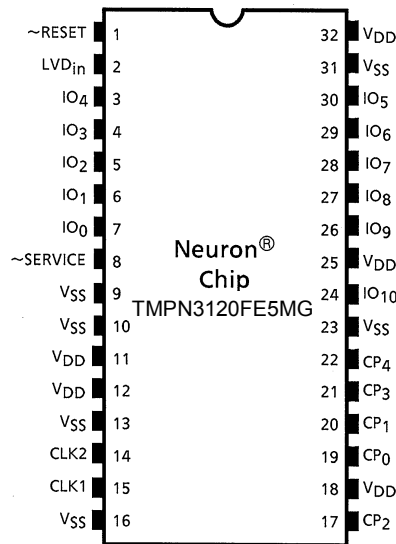 ~RESET 1 32 VDD
LVDin 2 31 VSS
IO4 3 30 IO5
IO3 4 29 IO6
IO2 5 28 IO7
IO1 6 27 IO8
IO0 7 26 IO9
Neuron®
~SERVICE 8 25 VDD
Chip
VSS 9 24 IO10
TMPN3120FE5MG
VSS 10 23 VSS
VDD 11 22 CP4
VDD 12 21 CP3
VSS 13 20 CP1
CLK2 14 19 CP0
CLK1 15 18 VDD
VSS 16 17 CP2